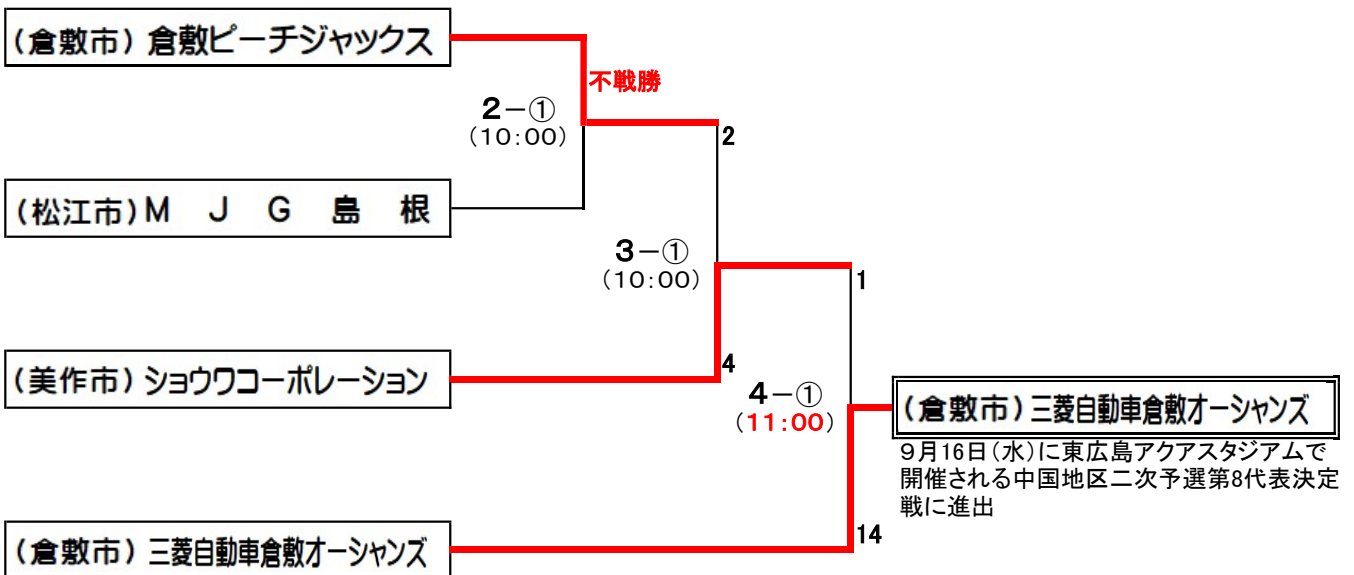 (倉敷市) 倉敷ピーチジャックス
不戦勝
2-①
(10:00)
2
(松江市) M J G 島 根
3-①
(10:00)
1
(美作市) ショウワコーポレーション
4
4-①
(11:00)
(倉敷市) 三菱自動車倉敷オーシャンズ
9月16日(水)に東広島アクアスタジアムで
開催される中国地区二次予選第8代表決定
戦に進出
14
(倉敷市) 三菱自動車倉敷オーシャンズ